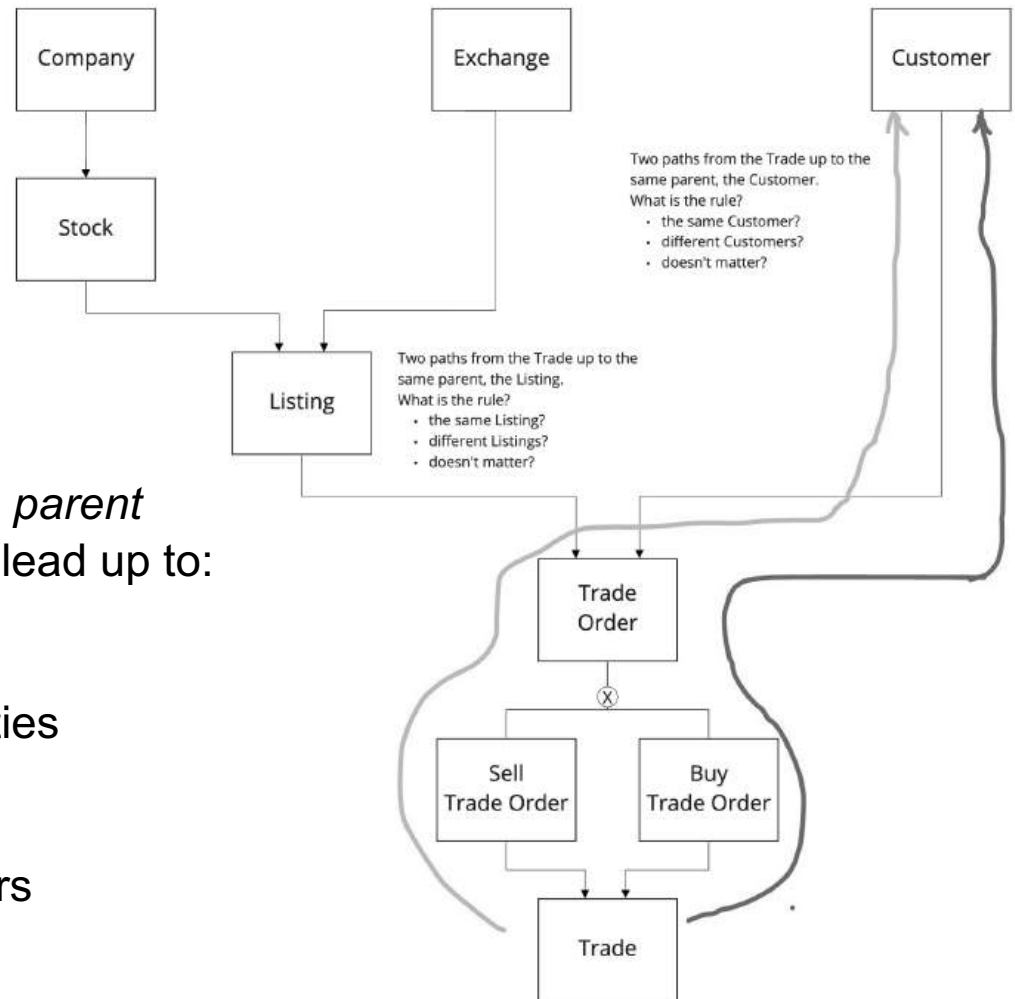 Company
Exchange
Customer
Two paths from the Trade up to the
same parent, the Customer.
What is the rule?
• the same Customer?
• different Customers?
• doesn't matter?
Stock
Two paths from the Trade up to the
same parent, the Listing.
What is the rule?
• the same Listing?
• different Listings?
• doesn't matter?
Listing
parent
lead up to:
Trade
Order
X
ties
Sell
Trade Order
Buy
Trade Order
rs
Trade